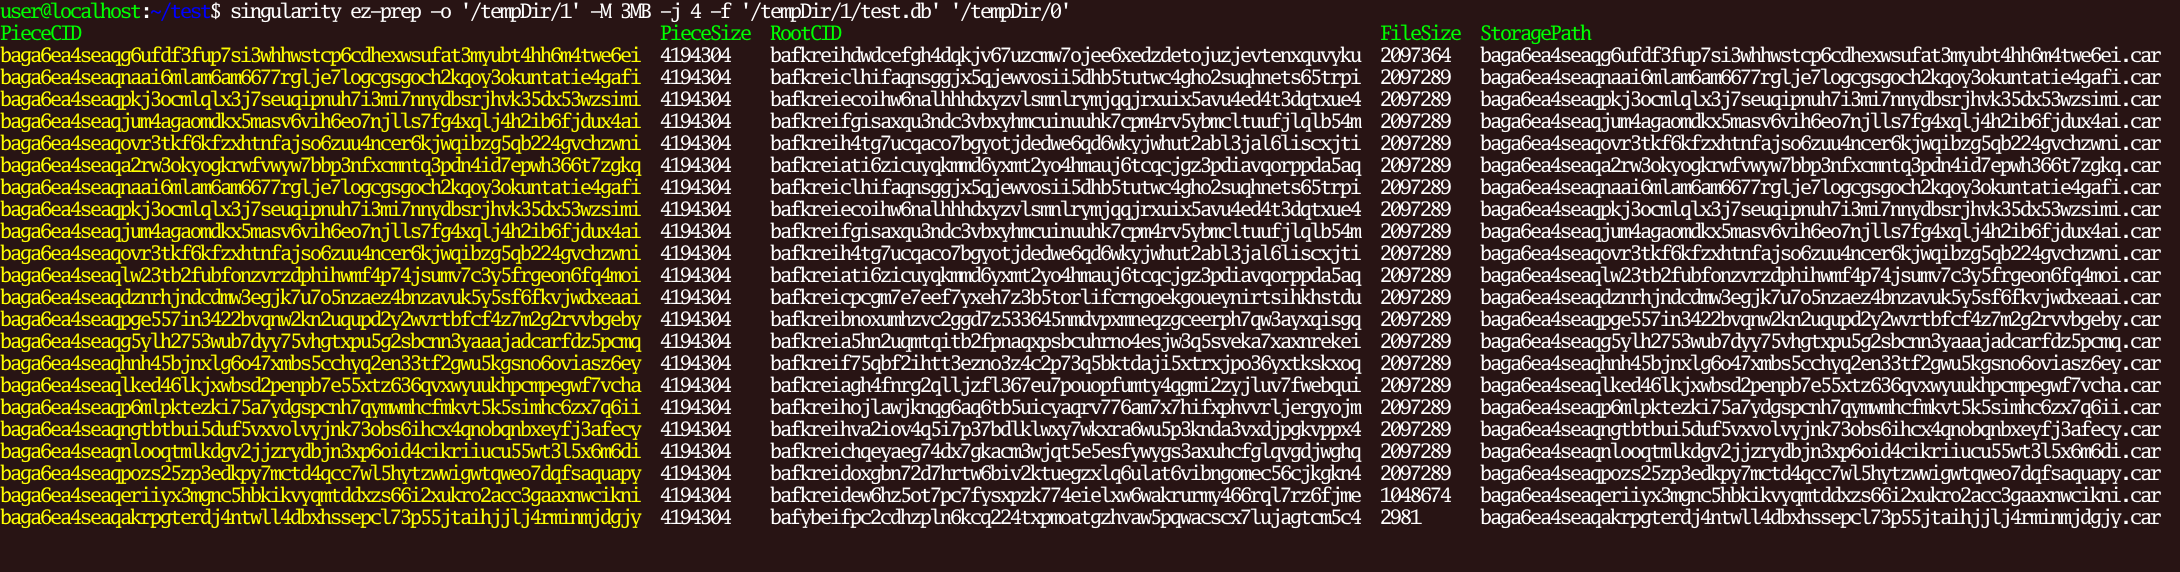 user@localhost:~/test$ singularity ez-prep -o '/tempDir/1' -M 3MB -j 4 -f '/tempDir/1/test.db' '/tempDir/0'
PieceCID PieceSize RootCID FileSize StoragePath
baga6ea4seaqg6ufdf3fup7si3whhwstcp6cdhexwsufat3myubt4hh6m4twe6ei 4194304 bafkreihdwdcefgh4dqkjv67uzcmw7ojee6xedzdetojuzjevtenxquvyku 2097364 baga6ea4seaqg6ufdf3fup7si3whhwstcp6cdhexwsufat3myubt4hh6m4twe6ei.car
baga6ea4seaqnaai6mlam6am6677rglje7logcgsgoch2kqoy3okuntatie4gafi 4194304 bafkreiclhifaqnsggjx5qjewvosii5dhb5tutwc4gho2suqhnets65trpi 2097289 baga6ea4seaqnaai6mlam6am6677rglje7logcgsgoch2kqoy3okuntatie4gafi.car
baga6ea4seaqpkj3ocmlqlx3j7seuqipnuh7i3mi7nnydbsrjhvk35dx53wzsimi 4194304 bafkreiecoihw6nalhhhdxyzvlsmnlrymjqqjrxuix5avu4ed4t3dqtxue4 2097289 baga6ea4seaqpkj3ocmlqlx3j7seuqipnuh7i3mi7nnydbsrjhvk35dx53wzsimi.car
baga6ea4seaqjum4agaomdkx5masv6vih6eo7njlls7fg4xqlj4h2ib6fjdux4ai 4194304 bafkreifgisaxqu3ndc3vbxyhmcuinuuhk7cpm4rv5ybmcltuufjlqlb54m 2097289 baga6ea4seaqjum4agaomdkx5masv6vih6eo7njlls7fg4xqlj4h2ib6fjdux4ai.car
baga6ea4seaqovr3tkf6kfzxhtnfajso6zuu4ncer6kjwqibzg5qb224gvchzwni 4194304 bafkreih4tg7ucqaco7bgyotjdedwe6qd6wkyjwhut2abl3jal6liscxjti 2097289 baga6ea4seaqovr3tkf6kfzxhtnfajso6zuu4ncer6kjwqibzg5qb224gvchzwni.car
baga6ea4seaqa2rw3okyogkrwfvwyw7bbp3nfxcmntq3pdn4id7epwh366t7zgkq 4194304 bafkreiati6zicuyqkmmd6yxmt2yo4hmauj6tcqcjgz3pdiavqorppda5aq 2097289 baga6ea4seaqa2rw3okyogkrwfvwyw7bbp3nfxcmntq3pdn4id7epwh366t7zgkq.car
baga6ea4seaqnaai6mlam6am6677rglje7logcgsgoch2kqoy3okuntatie4gafi 4194304 bafkreiclhifaqnsggjx5qjewvosii5dhb5tutwc4gho2suqhnets65trpi 2097289 baga6ea4seaqnaai6mlam6am6677rglje7logcgsgoch2kqoy3okuntatie4gafi.car
baga6ea4seaqpkj3ocmlqlx3j7seuqipnuh7i3mi7nnydbsrjhvk35dx53wzsimi 4194304 bafkreiecoihw6nalhhhdxyzvlsmnlrymjqqjrxuix5avu4ed4t3dqtxue4 2097289 baga6ea4seaqpkj3ocmlqlx3j7seuqipnuh7i3mi7nnydbsrjhvk35dx53wzsimi.car
baga6ea4seaqjum4agaomdkx5masv6vih6eo7njlls7fg4xqlj4h2ib6fjdux4ai 4194304 bafkreifgisaxqu3ndc3vbxyhmcuinuuhk7cpm4rv5ybmcltuufjlqlb54m 2097289 baga6ea4seaqjum4agaomdkx5masv6vih6eo7njlls7fg4xqlj4h2ib6fjdux4ai.car
baga6ea4seaqovr3tkf6kfzxhtnfajso6zuu4ncer6kjwqibzg5qb224gvchzwni 4194304 bafkreih4tg7ucqaco7bgyotjdedwe6qd6wkyjwhut2abl3jal6liscxjti 2097289 baga6ea4seaqovr3tkf6kfzxhtnfajso6zuu4ncer6kjwqibzg5qb224gvchzwni.car
baga6ea4seaqlw23tb2fubfonzvrzdphihwmf4p74jsumv7c3y5frgeon6fq4moi 4194304 bafkreiati6zicuyqkmmd6yxmt2yo4hmauj6tcqcjgz3pdiavqorppda5aq 2097289 baga6ea4seaqlw23tb2fubfonzvrzdphihwmf4p74jsumv7c3y5frgeon6fq4moi.car
baga6ea4seaqdznrhjndcdmw3egjk7u7o5nzaez4bnzavuk5y5sf6fkvjwdxeaai 4194304 bafkreicpcgm7e7eef7yxeh7z3b5torlifcrngoekgoueynirtsihkhstdu 2097289 baga6ea4seaqdznrhjndcdmw3egjk7u7o5nzaez4bnzavuk5y5sf6fkvjwdxeaai.car
baga6ea4seaqpge557in3422bvqnw2kn2uqupd2y2wvrtbfcf4z7m2g2rvvbgeby 4194304 bafkreibnoxumhzvc2ggd7z533645nmdvpxmneqzgceerph7qw3ayxqisgq 2097289 baga6ea4seaqpge557in3422bvqnw2kn2uqupd2y2wvrtbfcf4z7m2g2rvvbgeby.car
baga6ea4seaqg5ylh2753wub7dyy75vhgtxpu5g2sbcnn3yaaajadcarfdz5pcmq 4194304 bafkreia5hn2uqmtqitb2fpnaqxpsbcuhrno4esjw3q5sveka7xaxnrekei 2097289 baga6ea4seaqg5ylh2753wub7dyy75vhgtxpu5g2sbcnn3yaaajadcarfdz5pcmq.car
baga6ea4seaqhnh45bjnxlg6o47xmbs5cchyq2en33tf2gwu5kgsno6oviasz6ey 4194304 bafkreif75qbf2ihtt3ezno3z4c2p73q5bktdaji5xtrxjpo36yxtkskxoq 2097289 baga6ea4seaqhnh45bjnxlg6o47xmbs5cchyq2en33tf2gwu5kgsno6oviasz6ey.car
baga6ea4seaqlked46lkjxwbsd2penpb7e55xtz636qvxwyuukhpcmpegwf7vcha 4194304 bafkreiagh4fnrg2qlljzfl367eu7pouopfumty4qgmi2zyjluv7fwebqui 2097289 baga6ea4seaqlked46lkjxwbsd2penpb7e55xtz636qvxwyuukhpcmpegwf7vcha.car
baga6ea4seaqp6mlpktezki75a7ydgspcnh7qymwmhcfmkvt5k5simhc6zx7q6ii 4194304 bafkreihojlawjknqg6aq6tb5uicyaqrv776am7x7hifxphvvrljergyojm 2097289 baga6ea4seaqp6mlpktezki75a7ydgspcnh7qymwmhcfmkvt5k5simhc6zx7q6ii.car
baga6ea4seaqngtbtbui5duf5vxvolvyjnk73obs6ihcx4qnobqnbxeyfj3afecy 4194304 bafkreihva2iov4q5i7p37bdlklwxy7wkxra6wu5p3knda3vxdjpgkvppx4 2097289 baga6ea4seaqngtbtbui5duf5vxvolvyjnk73obs6ihcx4qnobqnbxeyfj3afecy.car
baga6ea4seaqnlooqtmlkdgv2jjzrydbjn3xp6oid4cikriiucu55wt3l5x6m6di 4194304 bafkreichqeyaeg74dx7gkacm3wjqt5e5esfywygs3axuhcfglqvgdjwghq 2097289 baga6ea4seaqnlooqtmlkdgv2jjzrydbjn3xp6oid4cikriiucu55wt3l5x6m6di.car
baga6ea4seaqpozs25zp3edkpy7mctd4qcc7wl5hytzwwigwtqweo7dqfsaquapy 4194304 bafkreidoxgbn72d7hrtw6biv2ktuegzxlq6ulat6vibngomec56cjkgkn4 2097289 baga6ea4seaqpozs25zp3edkpy7mctd4qcc7wl5hytzwwigwtqweo7dqfsaquapy.car
baga6ea4seaqeriiyx3mgnc5hbkikvyqmtddxzs66i2xukro2acc3gaaxnwcikni 4194304 bafkreidew6hz5ot7pc7fysxpzk774eielxw6wakrurmy466rql7rz6fjme 1048674 baga6ea4seaqeriiyx3mgnc5hbkikvyqmtddxzs66i2xukro2acc3gaaxnwcikni.car
baga6ea4seaqakrpgterdj4ntwll4dbxhssepcl73p55jtaihjjlj4rminmjdgjy 4194304 bafybeifpc2cdhzpln6kcq224txpmoatgzhvaw5pqwacscx7lujagtcm5c4 2981 baga6ea4seaqakrpgterdj4ntwll4dbxhssepcl73p55jtaihjjlj4rminmjdgjy.car